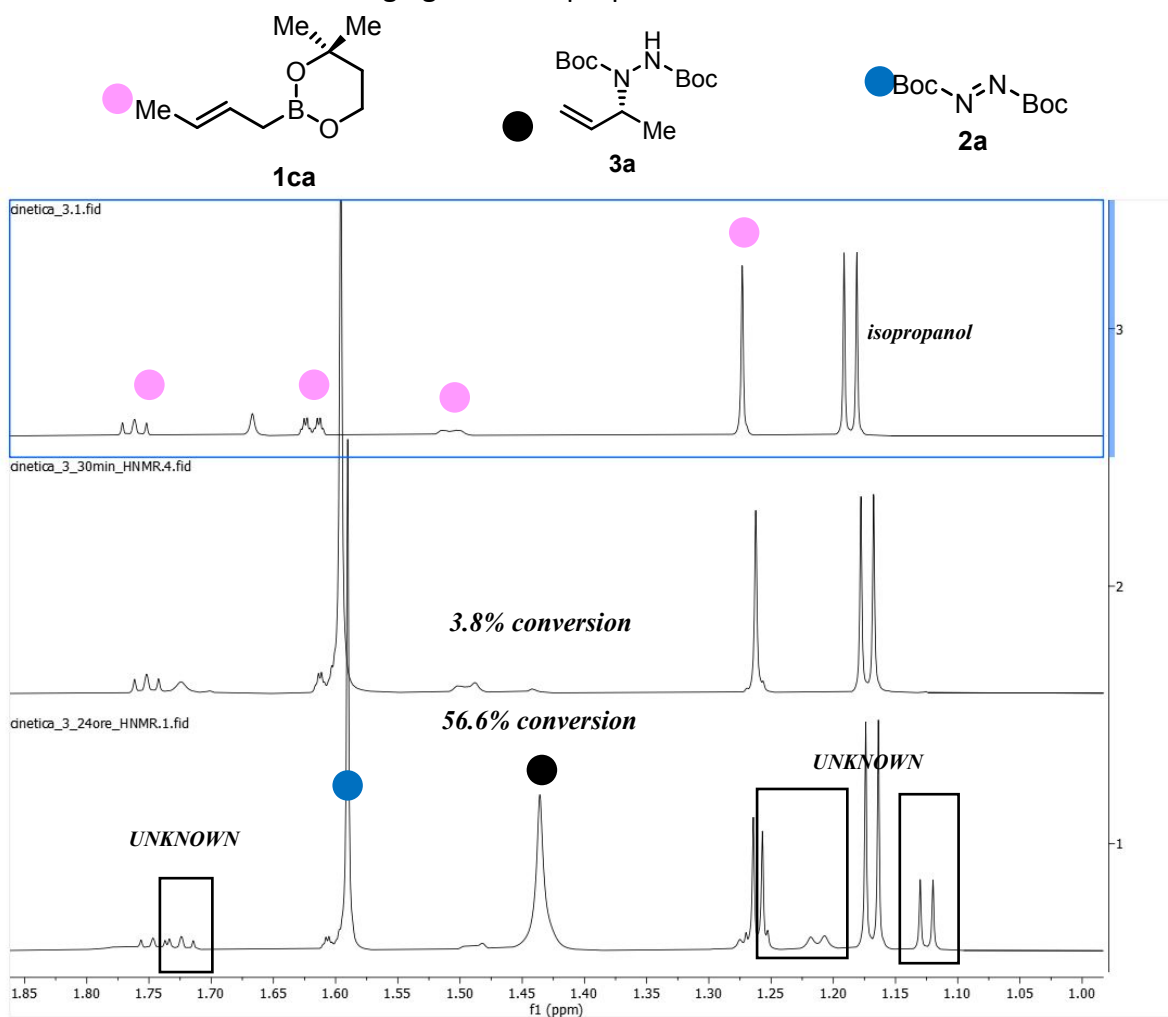 Me Me
O
Me B
O
1ca
H
Boc N
N Boc
Me
3a
Boc N
N Boc
2a
cinetica_3.1.fid
isopropanol
3
cinetica_3_30min_HNMR.4.fid
3.8% conversion
2
cinetica_3_24ore_HNMR.1.fid
56.6% conversion
UNKNOWN
UNKNOWN
1
1.85 1.80 1.75 1.70 1.65 1.60 1.55 1.50 1.45 1.40 1.35 1.30 1.25 1.20 1.15 1.10 1.05 1.00
f1 (ppm)